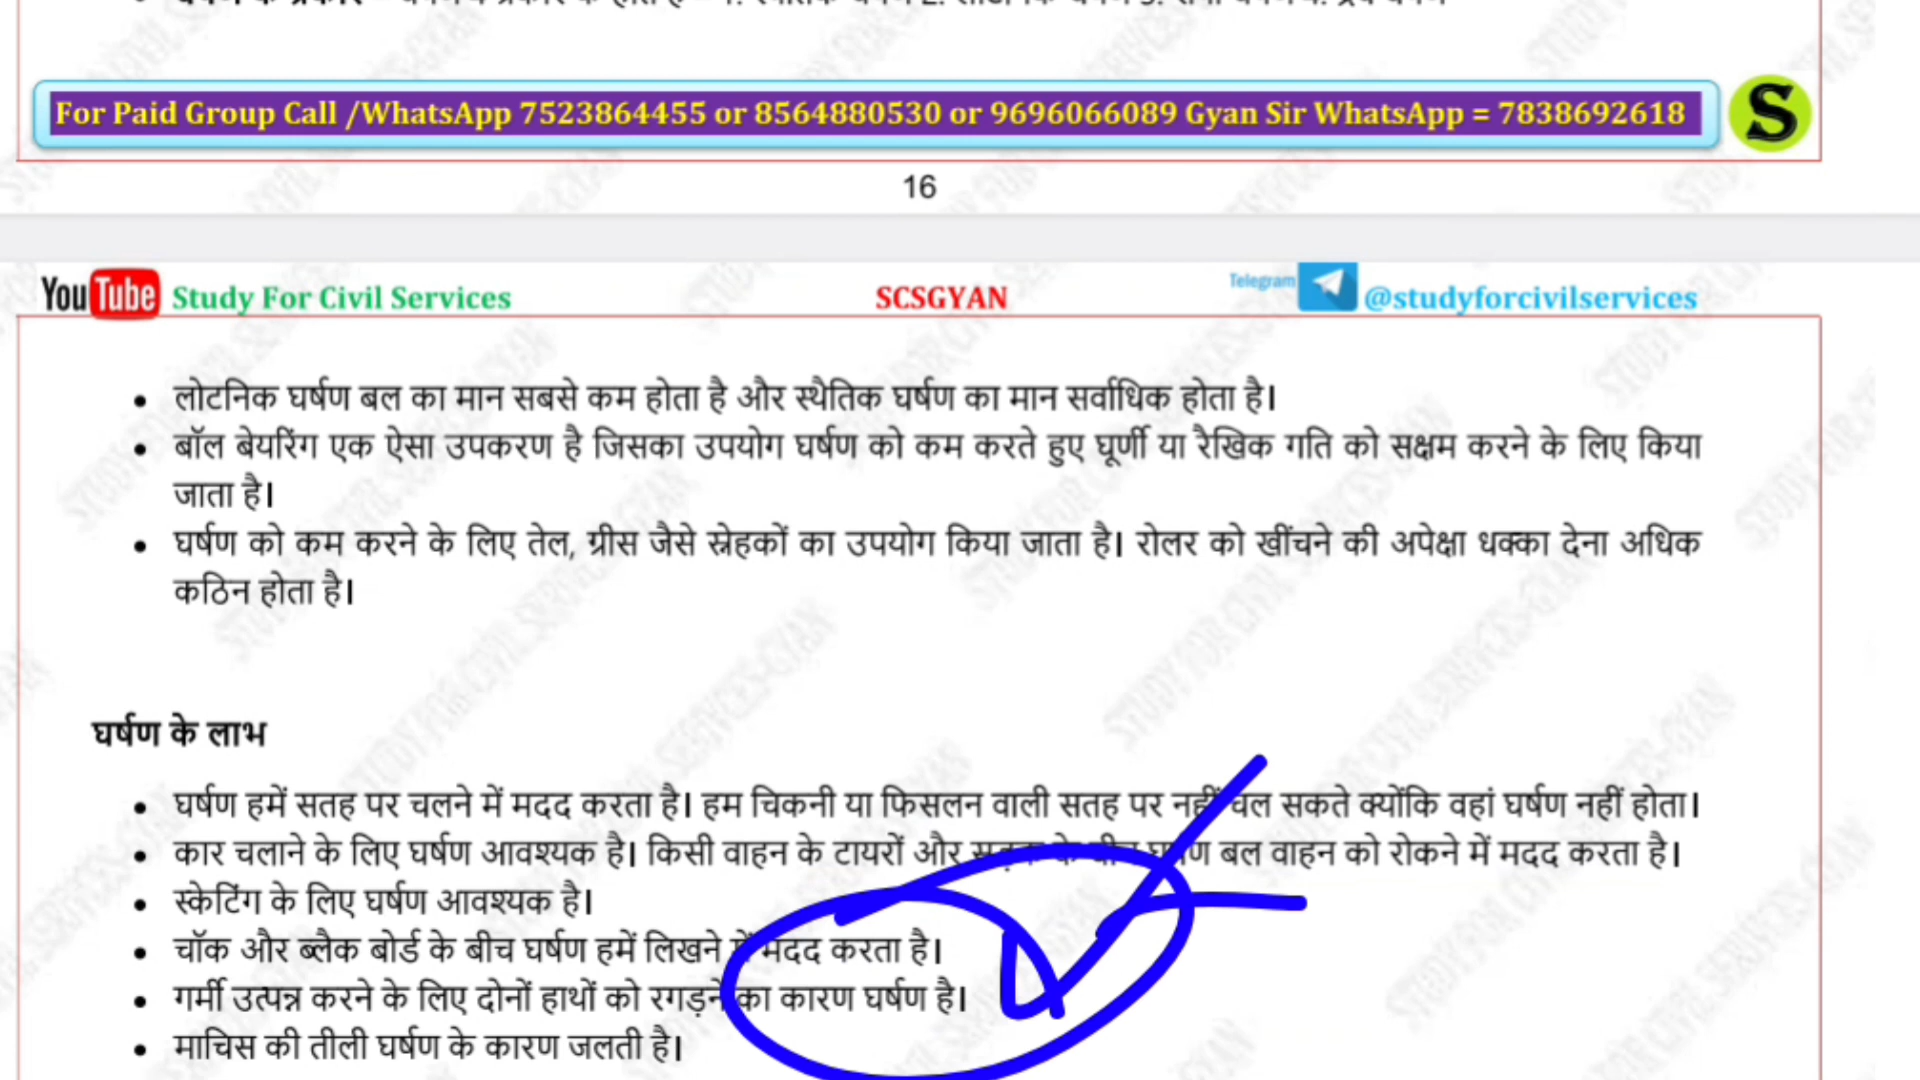 For Paid Group Call /WhatsApp 7523864455 or 8564880530 or 9696066089 Gyan Sir WhatsApp = 7838692618
S
16
YouTube Study For Civil Services SCSGYAN Telegram @studyforcivilservices
• लोटनिक घर्षण बल का मान सबसे कम होता है और स्थैतिक घर्षण का मान सर्वाधिक होता है।
• बॉल बेयरिंग एक ऐसा उपकरण है जिसका उपयोग घर्षण को कम करते हुए घूर्णी या रैखिक गति को सक्षम करने के लिए किया
जाता है।
• घर्षण को कम करने के लिए तेल, ग्रीस जैसे स्नेहकों का उपयोग किया जाता है। रोलर को खींचने की अपेक्षा धक्का देना अधिक
कठिन होता है।
घर्षण के लाभ
• घर्षण हमें सतह पर चलने में मदद करता है। हम चिकनी या फिसलन वाली सतह पर नहीं चल सकते क्योंकि वहां घर्षण नहीं होता।
• कार चलाने के लिए घर्षण आवश्यक है। किसी वाहन के टायरों और सड़क के बीच घर्षण बल वाहन को रोकने में मदद करता है।
• स्केटिंग के लिए घर्षण आवश्यक है।
• चॉक और ब्लैक बोर्ड के बीच घर्षण हमें लिखने में मदद करता है।
• गर्मी उत्पन्न करने के लिए दोनों हाथों को रगड़ने का कारण घर्षण है।
• माचिस की तीली घर्षण के कारण जलती है।